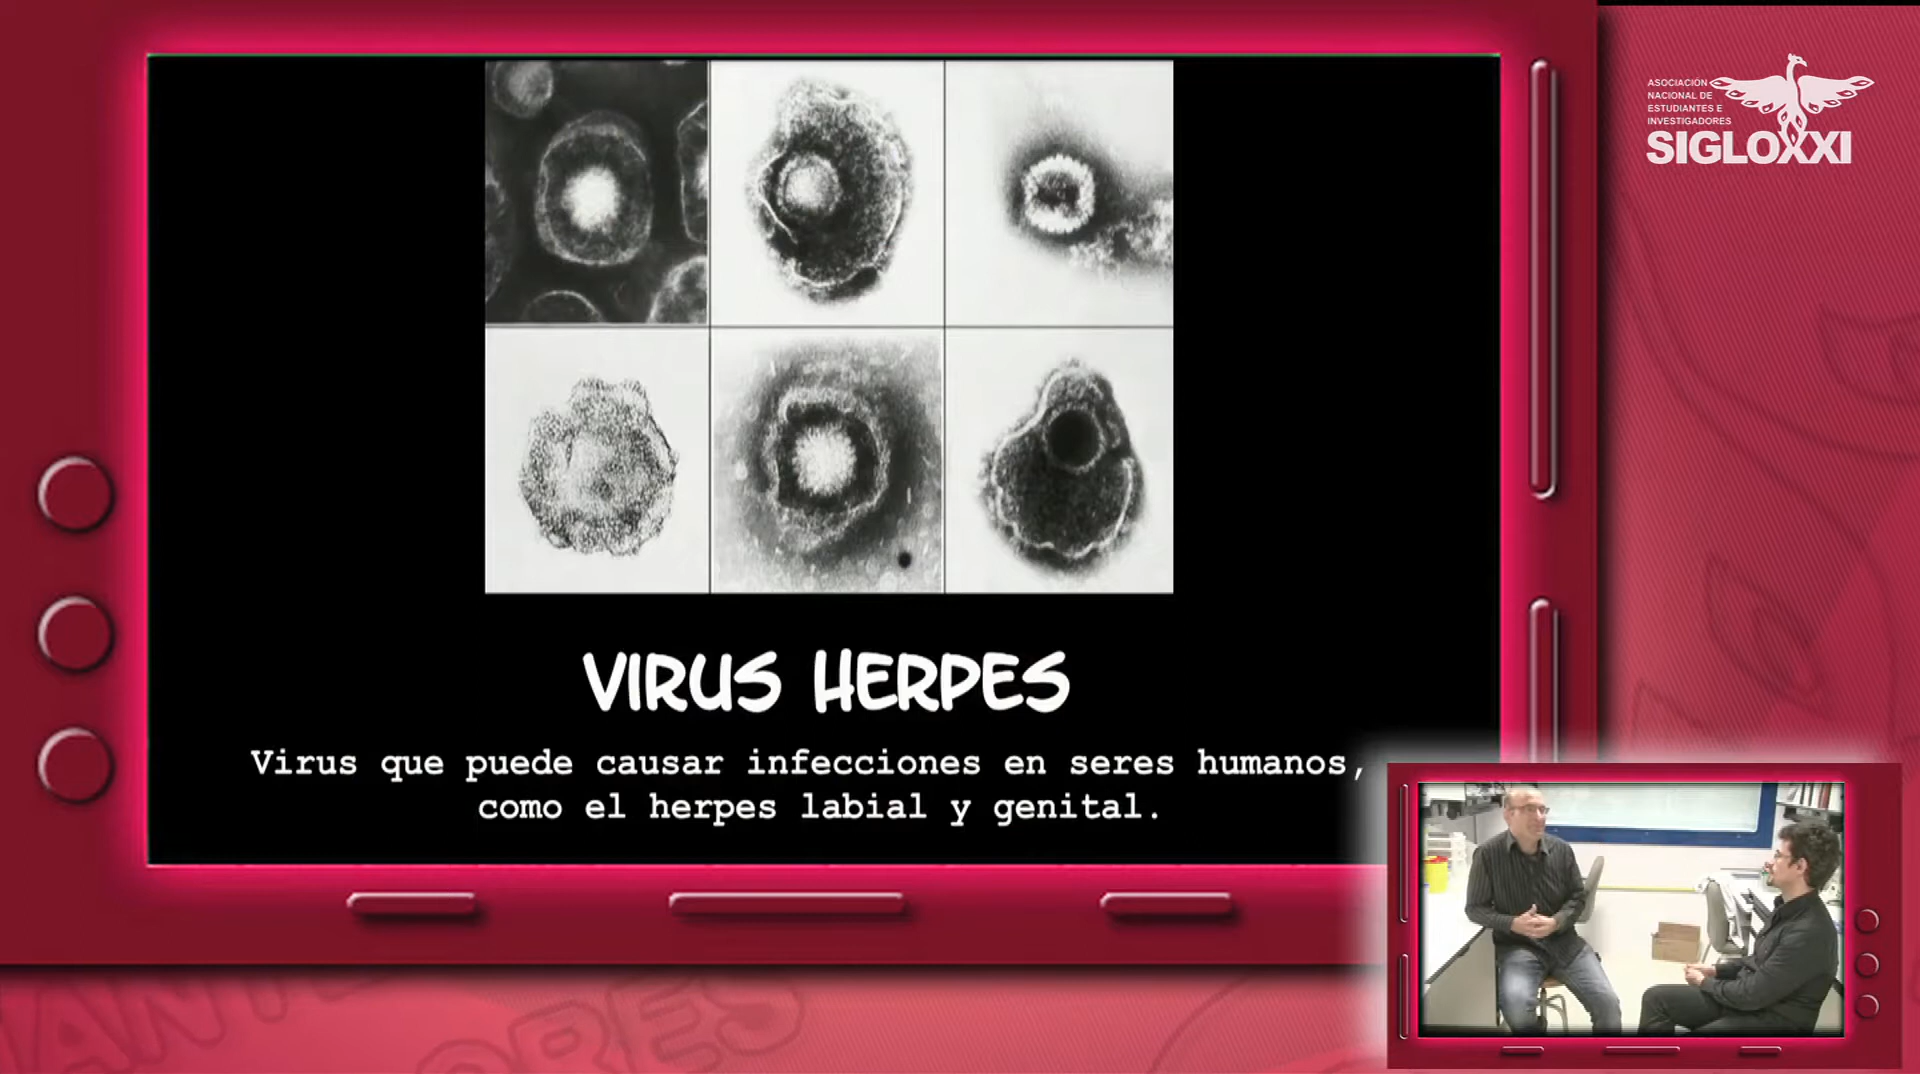 ASOCIACIÓN
NACIONAL DE
ESTUDIANTES E
INVESTIGADORES
SIGLOXXI
VIRUS HERPES
Virus que puede causar infecciones en seres humanos,
como el herpes labial y genital.